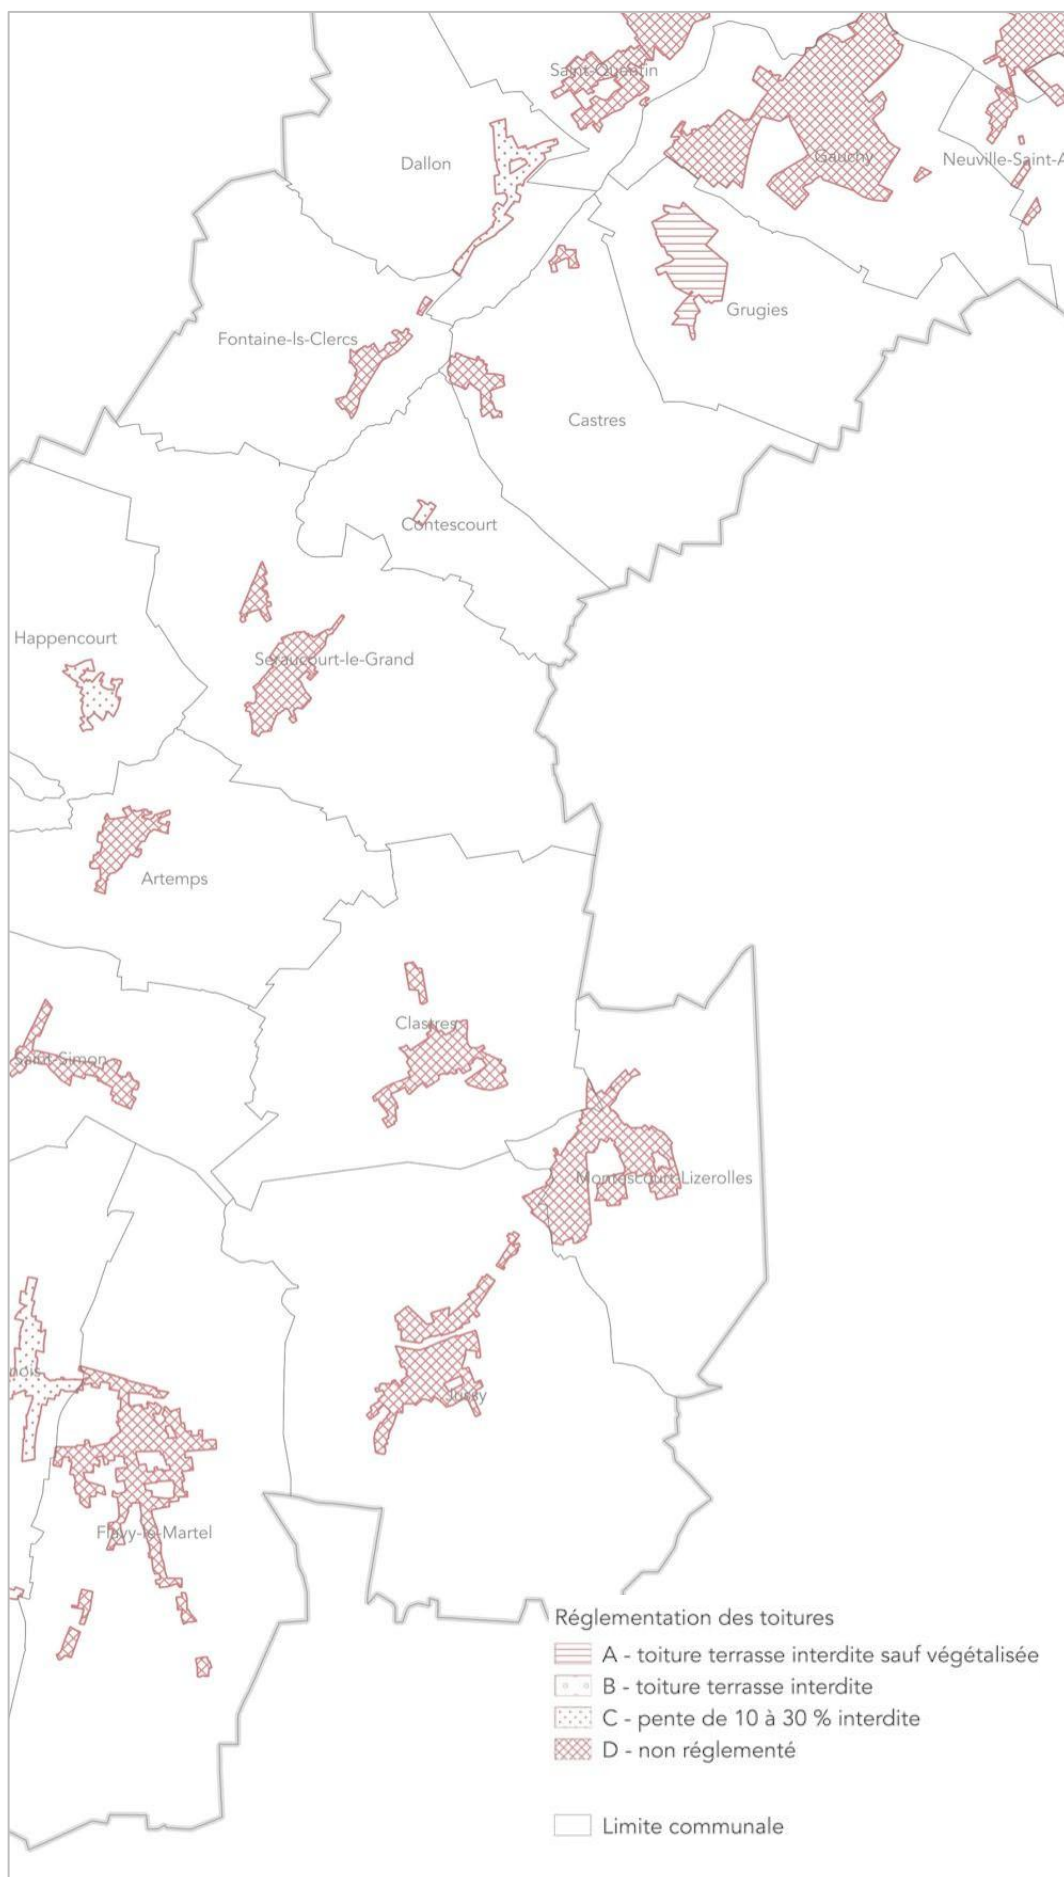 Saint-Quentin
Dallon
Gauchy
Neuville-Saint-A
Grugies
Fontaine-ls-Clercs
Castres
Contescourt
Happencourt
Seraucourt-le-Grand
Artemps
Clastres
Saint-Simon
Montescourt-Lizerolles
nois
Jussy
Flavy-le-Martel
Réglementation des toitures
A - toiture terrasse interdite sauf végétalisée
B - toiture terrasse interdite
C - pente de 10 à 30 % interdite
D - non réglementé
Limite communale